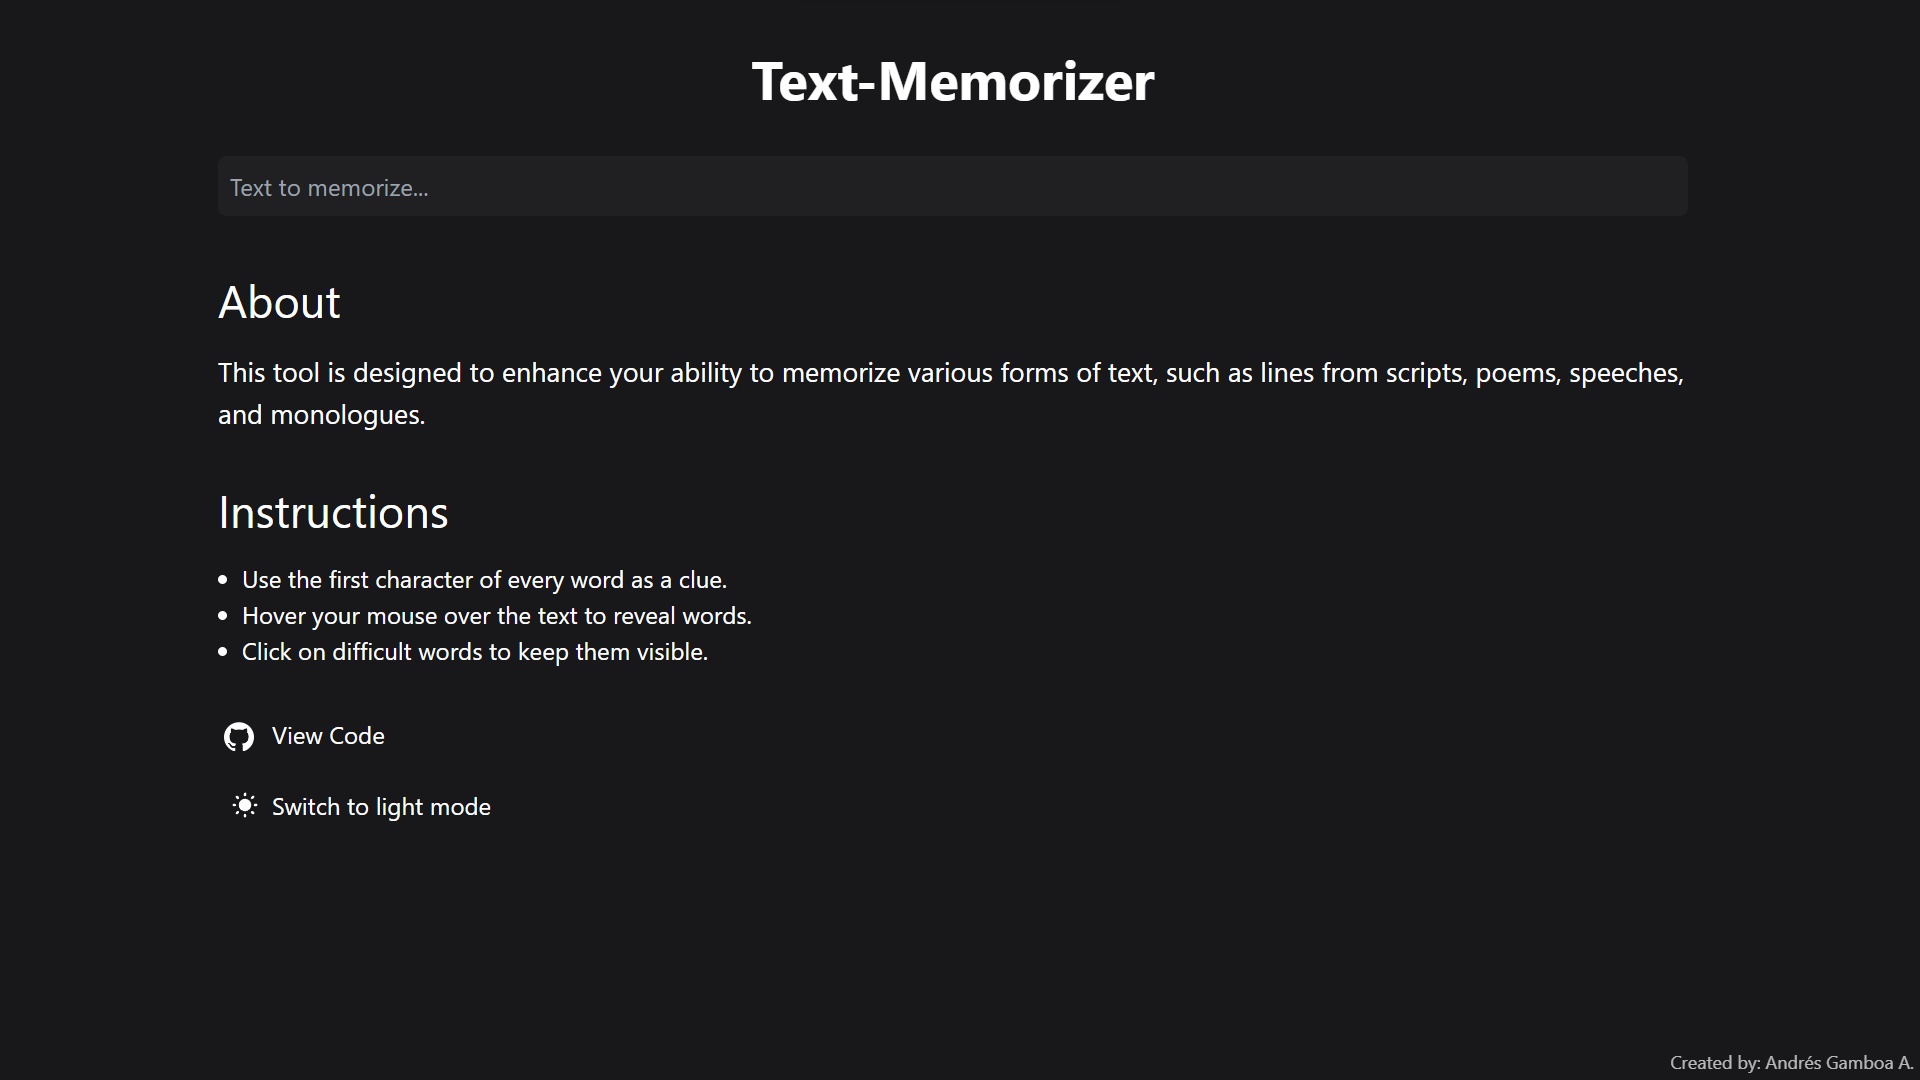 Text-Memorizer
Text to memorize...
About
This tool is designed to enhance your ability to memorize various forms of text, such as lines from scripts, poems, speeches,
and monologues.
Instructions
• Use the first character of every word as a clue.
• Hover your mouse over the text to reveal words.
• Click on difficult words to keep them visible.
View Code
Switch to light mode
Created by: Andrés Gamboa A.